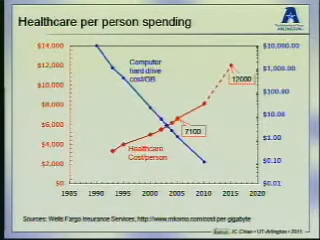 Healthcare per person spending
ARLINGTON
$14,000
$12,000
$10,000
$8,000
$6,000
$4,000
$2,000
$0
$10,000.00
$1,000.00
$100.00
$10.00
$1.00
$0.10
$0.01
Computer
hard drive
cost/GB
12000
7100
Healthcare
Cost/person
1985
1990
1995
2000
2005
2010
2015
2020
Sources: Wells Fargo Insurance Services; http://www.mkomo.com/cost-per-gigabyte
JC Chiao • UT-Arlington • 2011